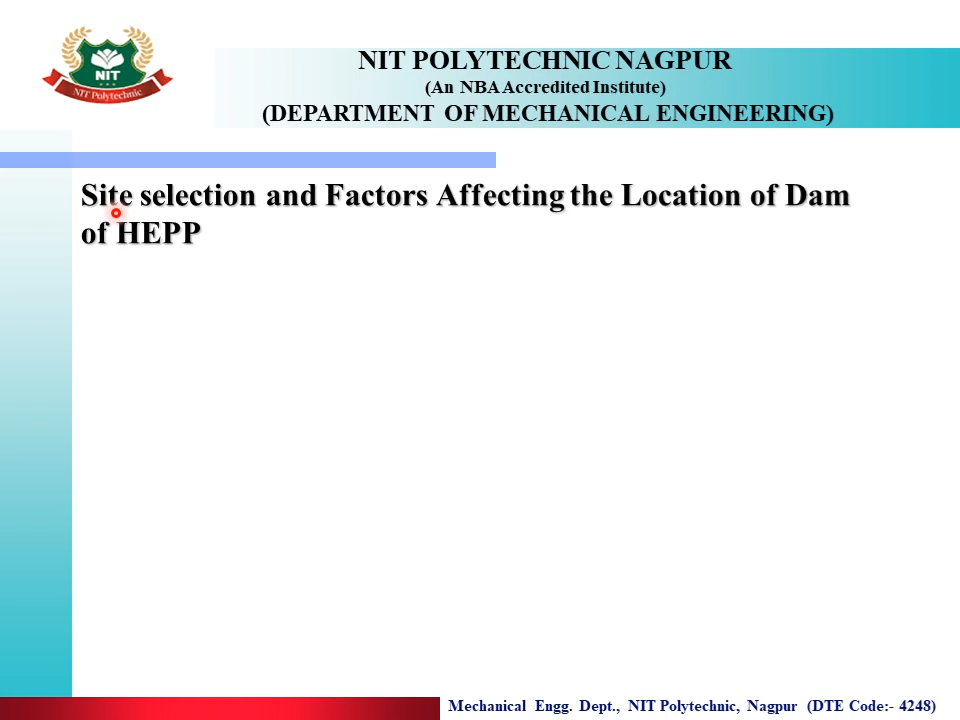 NIT
NIT Polytechnic
NIT POLYTECHNIC NAGPUR
(An NBA Accredited Institute)
(DEPARTMENT OF MECHANICAL ENGINEERING)
Site selection and Factors Affecting the Location of Dam
of HEPP
Mechanical Engg. Dept., NIT Polytechnic, Nagpur (DTE Code:- 4248)